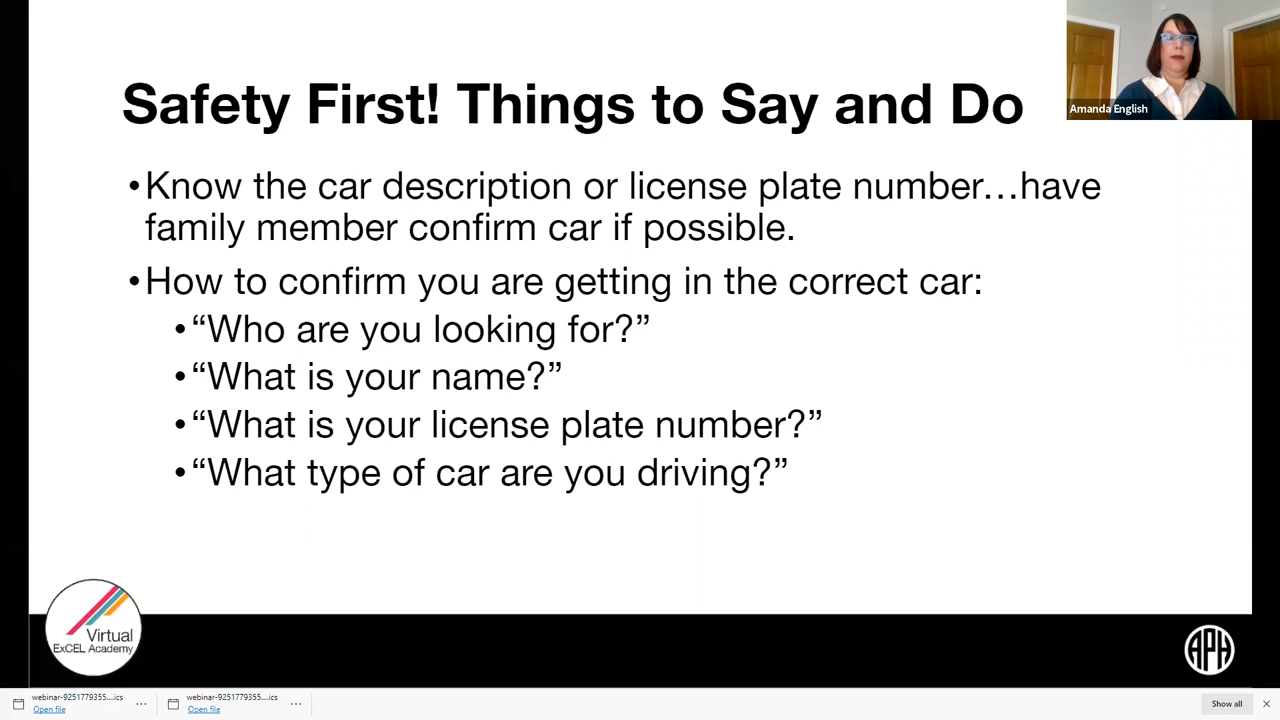 Safety First! Things to Say and Do
Amanda English
•Know the car description or license plate number…have
family member confirm car if possible.
•How to confirm you are getting in the correct car:
•“Who are you looking for?”
•“What is your name?”
•“What is your license plate number?”
•“What type of car are you driving?”
Virtual
ExCEL Academy
APH
webinar-9251779355....ics
Open file
...
webinar-9251779355....ics
Open file
...
Show all